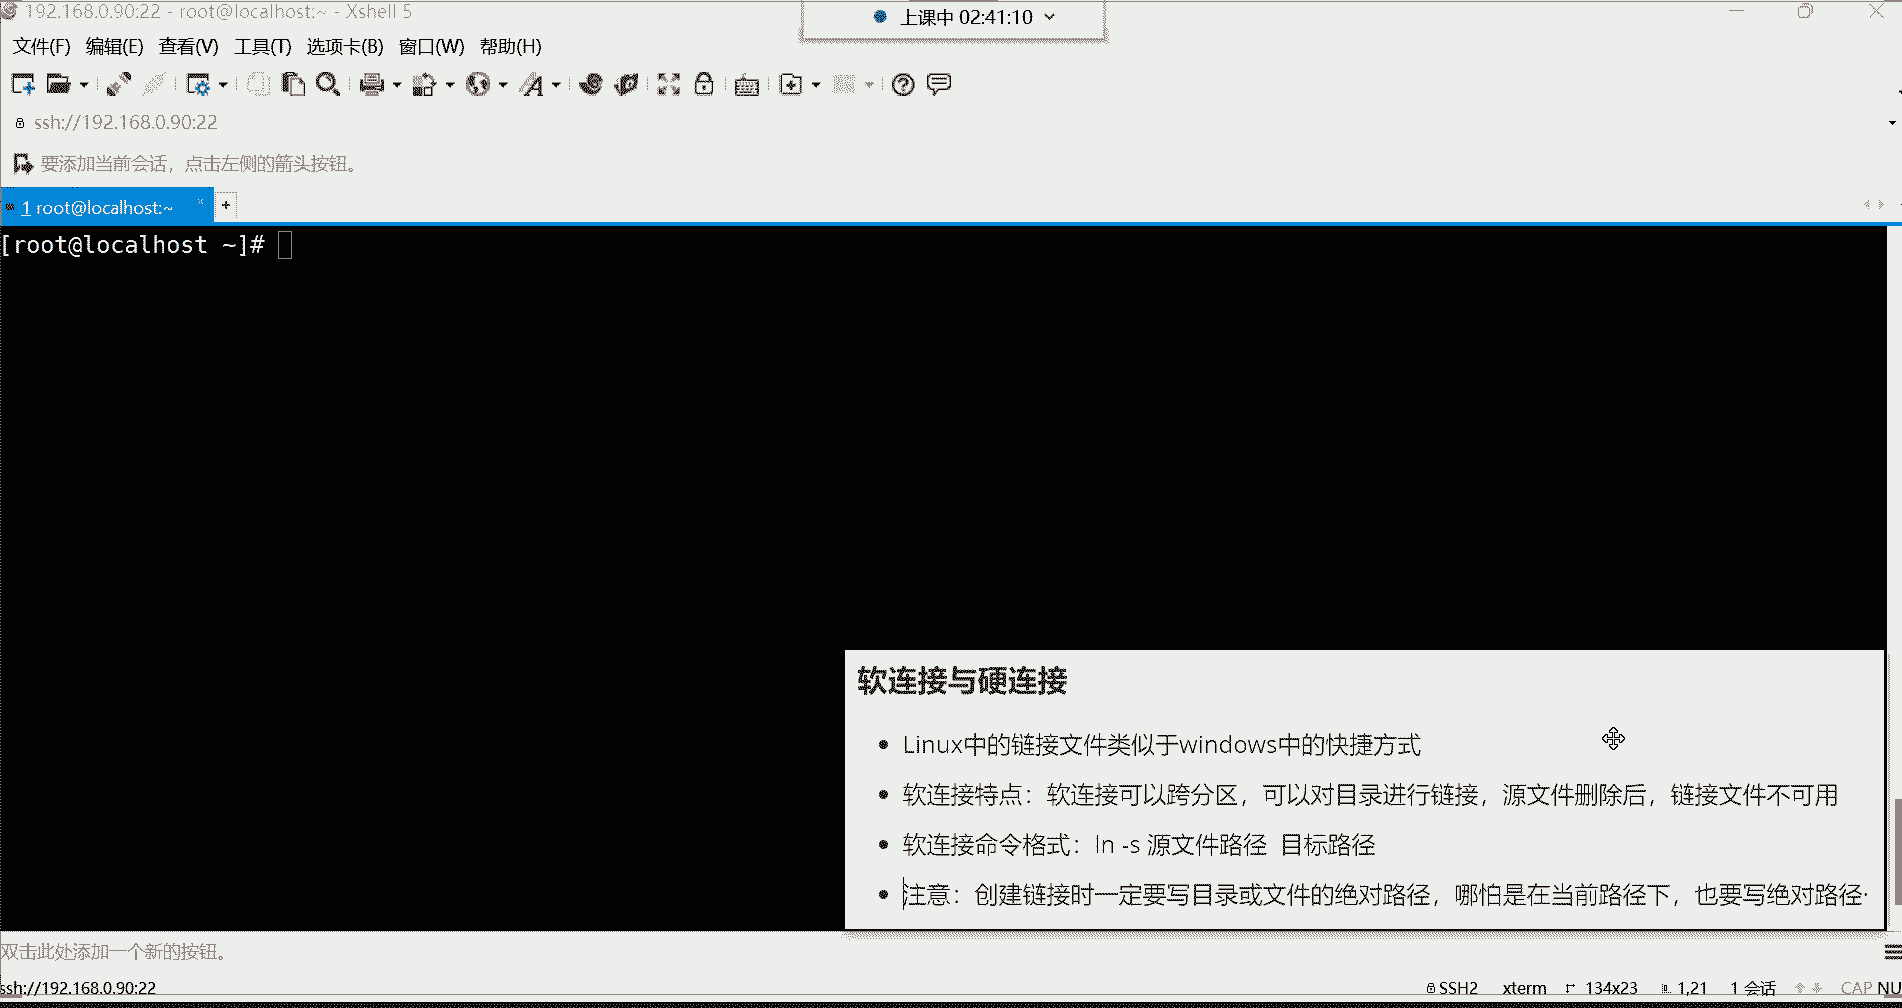 192.168.0.90:22 - root@localhost:~ - Xshell 5
上课中 02:41:10
文件(F) 编辑(E) 查看(V) 工具(T) 选项卡(B) 窗口(W) 帮助(H)
ssh://192.168.0.90:22
要添加当前会话，点击左侧的箭头按钮。
1 root@localhost:~
[root@localhost ~]#
软连接与硬连接
Linux中的链接文件类似于windows中的快捷方式
软连接特点：软连接可以跨分区，可以对目录进行链接，源文件删除后，链接文件不可用
软连接命令格式：ln -s 源文件路径 目标路径
注意：创建链接时一定要写目录或文件的绝对路径，哪怕是在当前路径下，也要写绝对路径·
双击此处添加一个新的按钮。
ssh://192.168.0.90:22 SSH2 xterm 134x23 1,21 1 会话 CAP NU